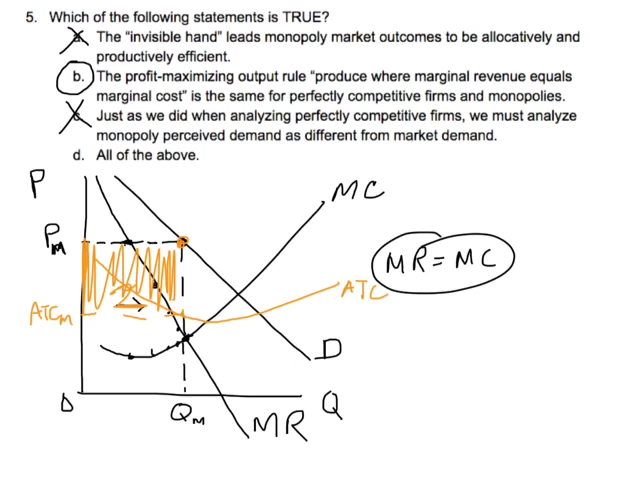 5. Which of the following statements is TRUE?
The "invisible hand" leads monopoly market outcomes to be allocatively and
productively efficient.
b. The profit-maximizing output rule "produce where marginal revenue equals
marginal cost" is the same for perfectly competitive firms and monopolies.
Just as we did when analyzing perfectly competitive firms, we must analyze
monopoly perceived demand as different from market demand.
d. All of the above.
P
MC
PM
MR = MC
ATC
ATCM
D
0
QM
MR
Q